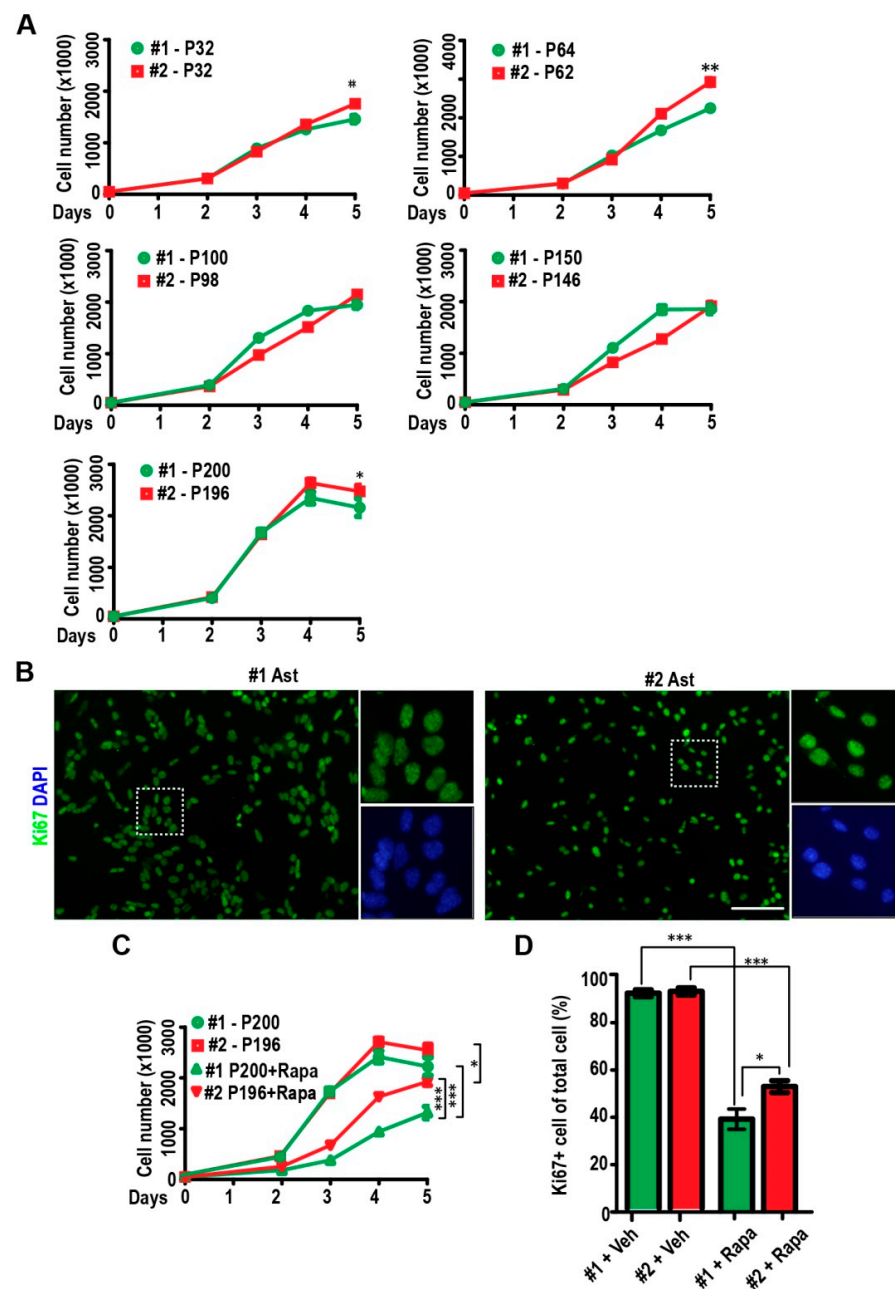 A
#1 - P32
#2 - P32
#
Cell number (x1000)
3000
2000
1000
0
Days 0 1 2 3 4 5
#1 - P64
#2 - P62
**
Cell number (x1000)
4000
3000
2000
1000
0
Days 0 1 2 3 4 5
#1 - P100
#2 - P98
Cell number (x1000)
3000
2000
1000
0
Days 0 1 2 3 4 5
#1 - P150
#2 - P146
Cell number (x1000)
3000
2000
1000
0
Days 0 1 2 3 4 5
#1 - P200
#2 - P196
*
Cell number (x1000)
3000
2000
1000
0
Days 0 1 2 3 4 5
B
#1 Ast
#2 Ast
Ki67 DAPI
C
#1 - P200
#2 - P196
#1 P200+Rapa
#2 P196+Rapa
Cell number (x1000)
3000
2000
1000
0
Days 0 1 2 3 4 5
*
***
***
D
***
***
*
Ki67+ cell of total cell (%)
100
80
60
40
20
0
#1 + Veh
#2 + Veh
#1 + Rapa
#2 + Rapa